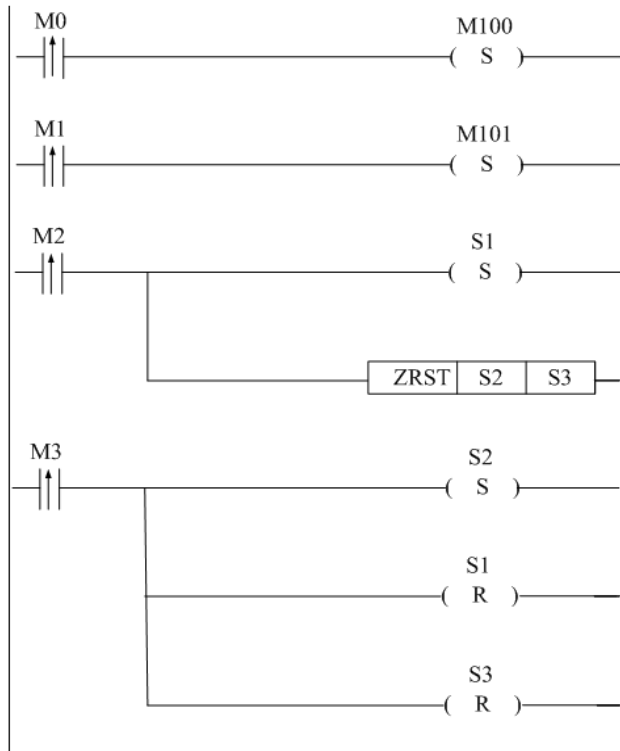 M0
M100
( S )
M1
M101
( S )
M2
S1
( S )
ZRST S2 S3
M3
S2
( S )
S1
( R )
S3
( R )